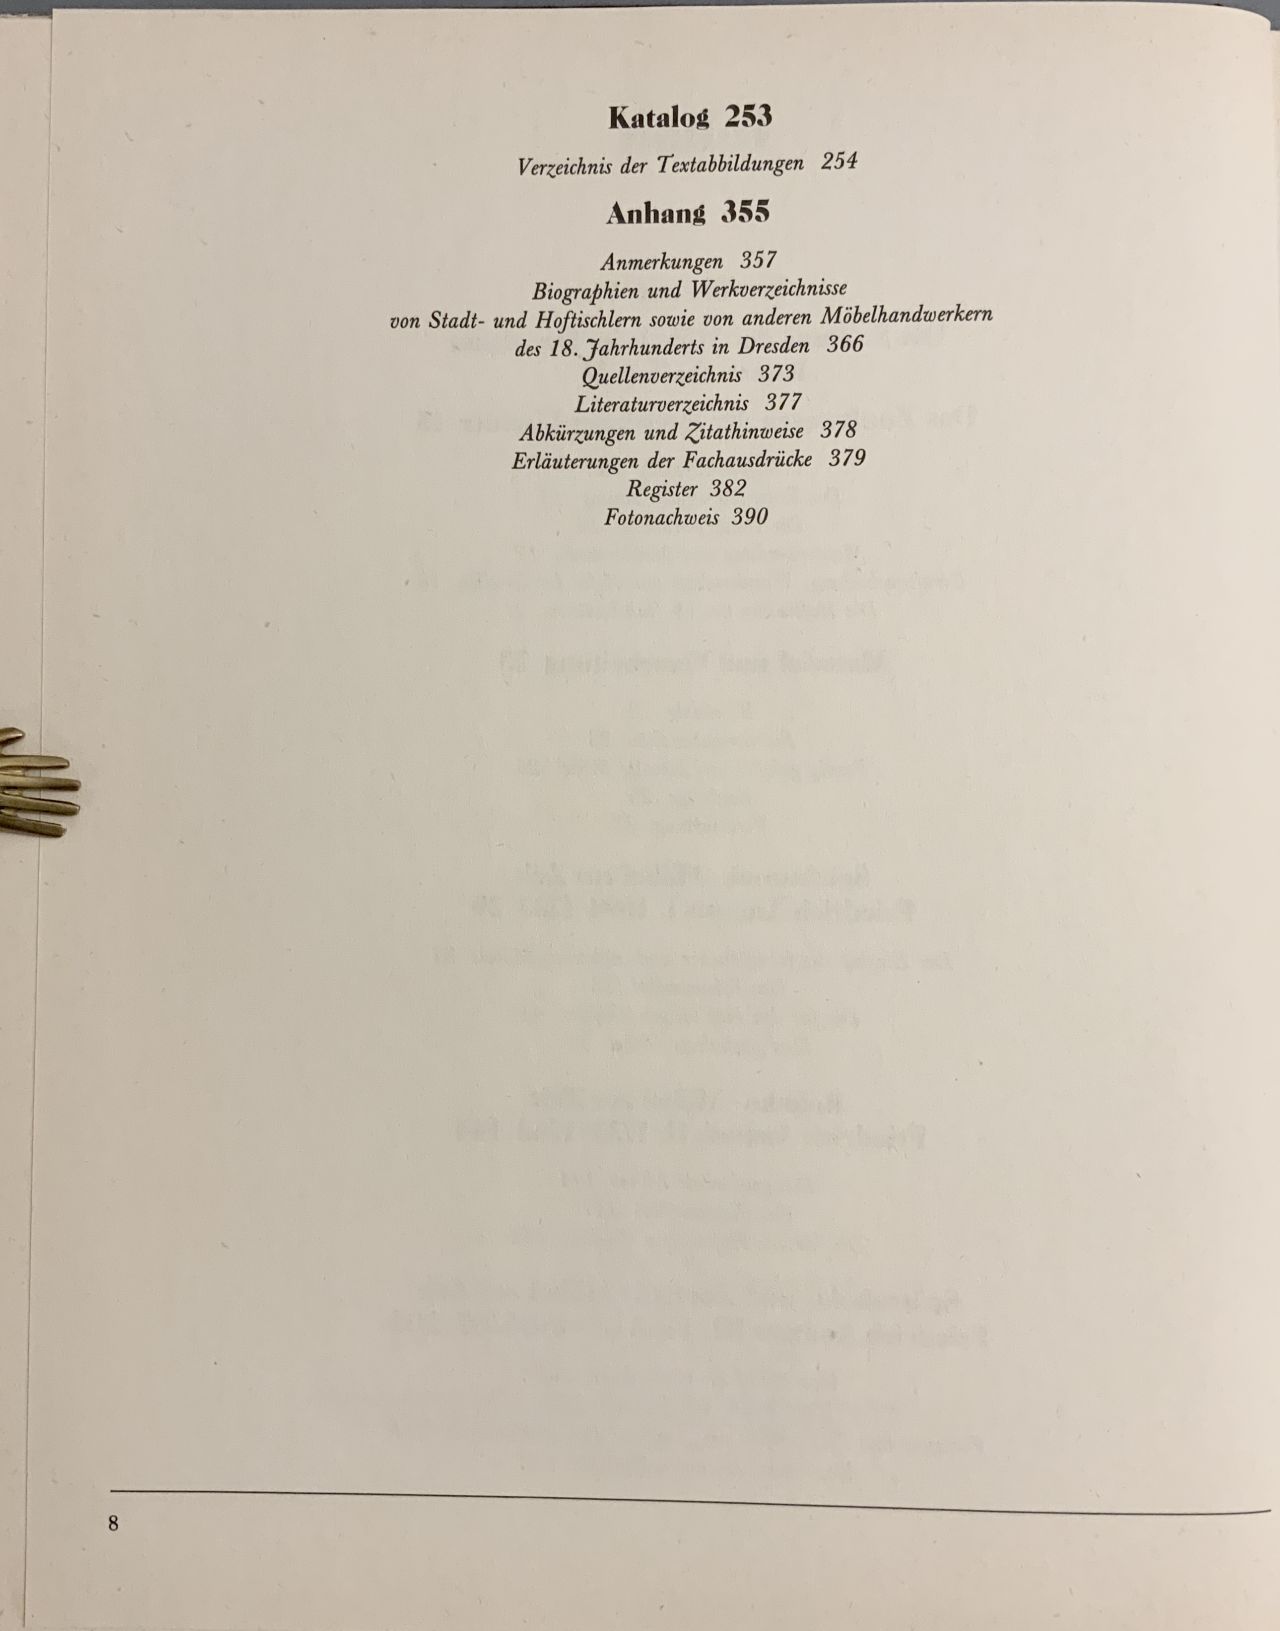 Katalog 253
Verzeichnis der Textabbildungen 254
Anhang 355
Anmerkungen 357
Biographien und Werkverzeichnisse
von Stadt- und Hoftischlern sowie von anderen Möbelhandwerkern
des 18. Jahrhunderts in Dresden 366
Quellenverzeichnis 373
Literaturverzeichnis 377
Abkürzungen und Zitathinweise 378
Erläuterungen der Fachausdrücke 379
Register 382
Fotonachweis 390
8